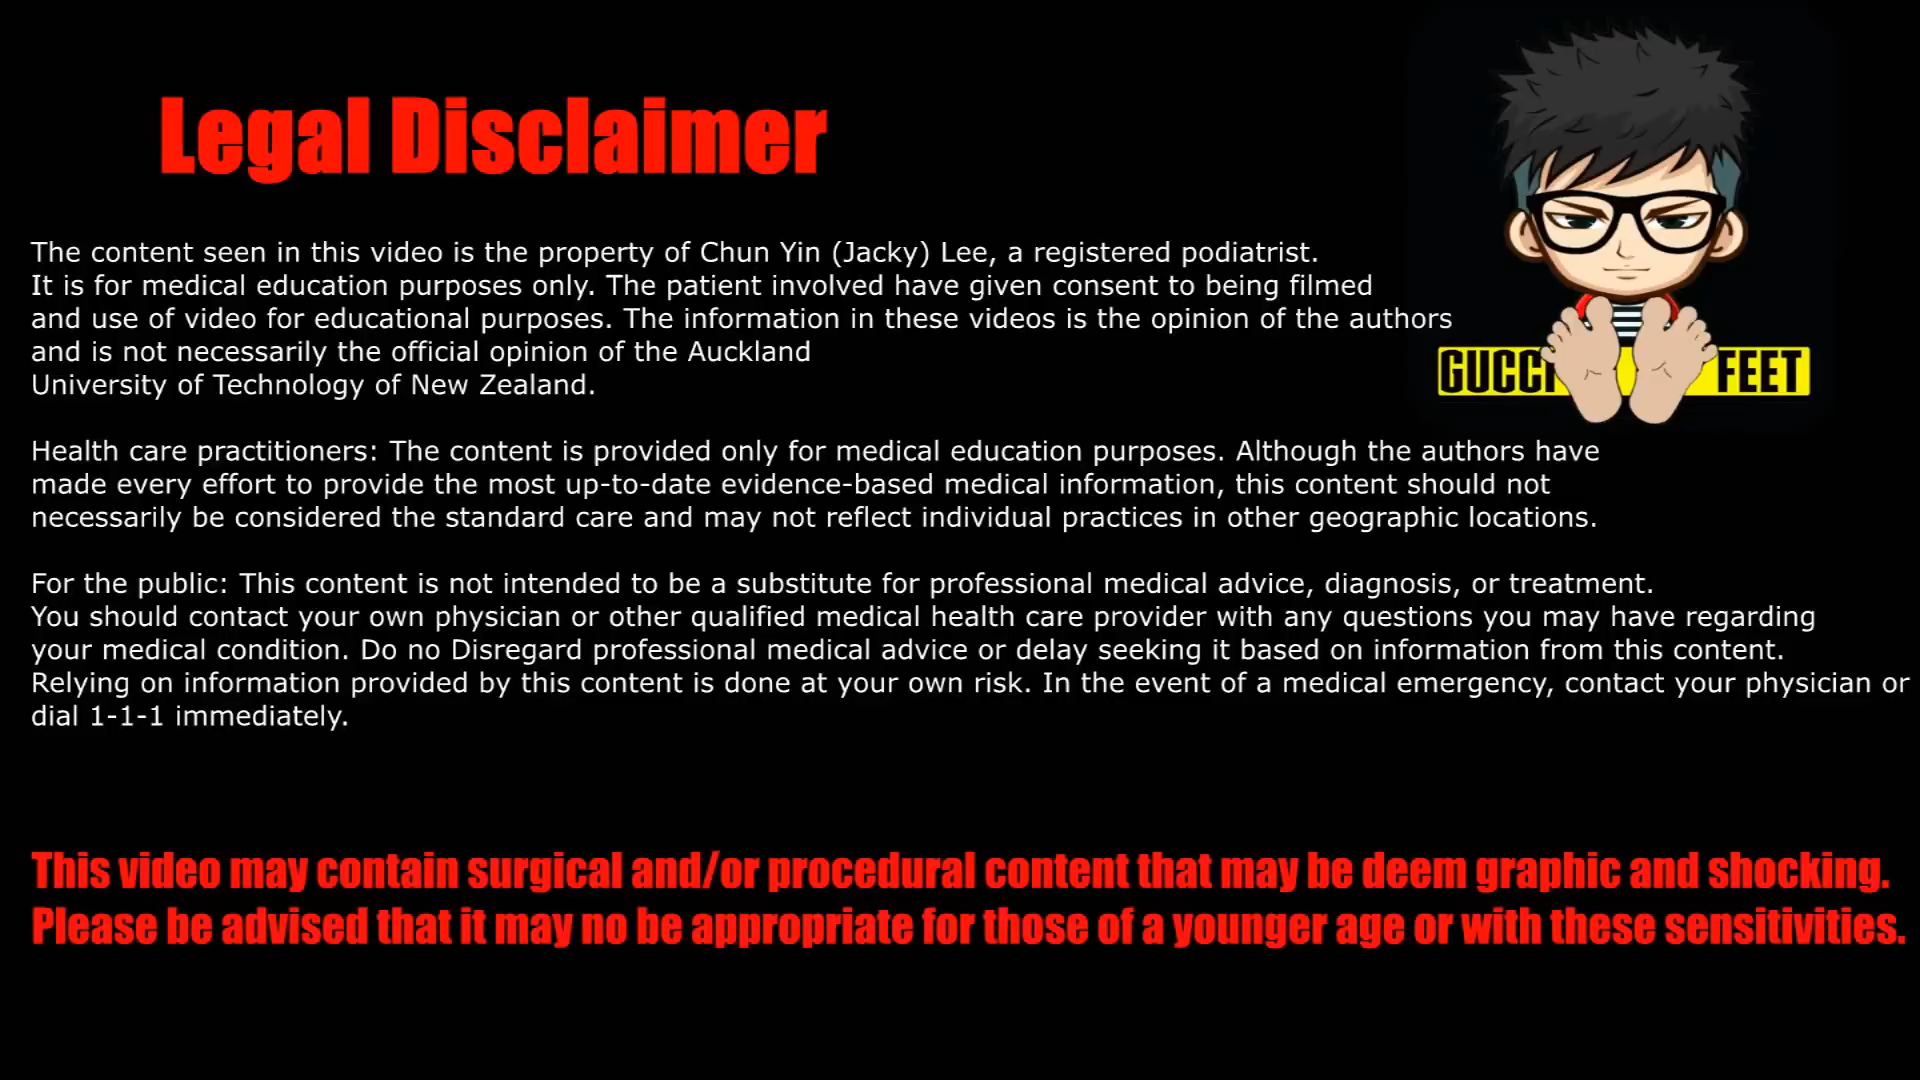 Legal Disclaimer
The content seen in this video is the property of Chun Yin (Jacky) Lee, a registered podiatrist.
It is for medical education purposes only. The patient involved have given consent to being filmed
and use of video for educational purposes. The information in these videos is the opinion of the authors
and is not necessarily the official opinion of the Auckland
University of Technology of New Zealand.
GUCCI FEET
Health care practitioners: The content is provided only for medical education purposes. Although the authors have
made every effort to provide the most up-to-date evidence-based medical information, this content should not
necessarily be considered the standard care and may not reflect individual practices in other geographic locations.
For the public: This content is not intended to be a substitute for professional medical advice, diagnosis, or treatment.
You should contact your own physician or other qualified medical health care provider with any questions you may have regarding
your medical condition. Do no Disregard professional medical advice or delay seeking it based on information from this content.
Relying on information provided by this content is done at your own risk. In the event of a medical emergency, contact your physician or
dial 1-1-1 immediately.
This video may contain surgical and/or procedural content that may be deem graphic and shocking.
Please be advised that it may no be appropriate for those of a younger age or with these sensitivities.